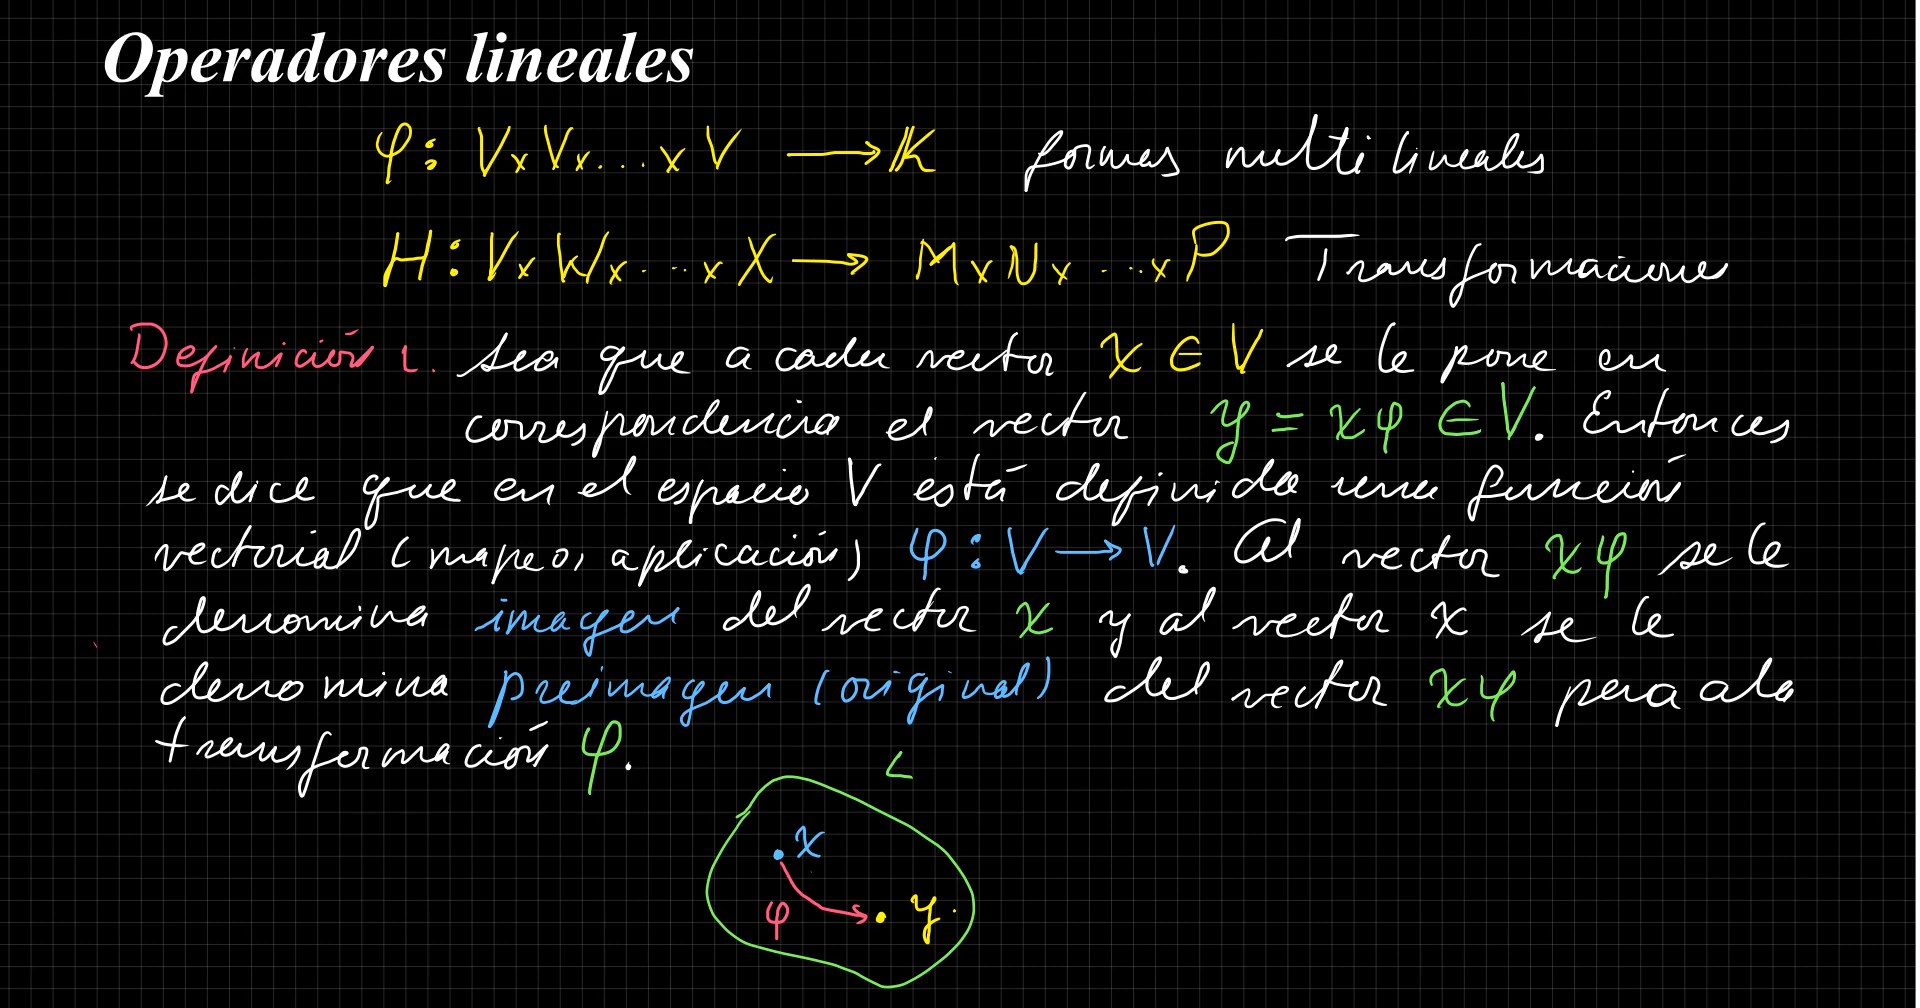 Operadores lineales
φ: V x V x ... x V → 𝕂 formas multilineales
H: V x W x ... x X → M x N x ... x P Transformaciones
Definición 1. Sea que a cada vector x ∈ V se le pone en
correspondencia el vector y = xφ ∈ V. Entonces
se dice que en el espacio V está definida una función
vectorial (mapeo, aplicación) φ: V → V. Al vector xφ se le
denomina imagen del vector x y al vector x se le
denomina preimagen (original) del vector xφ para la
transformación φ.
L
x
φ
y